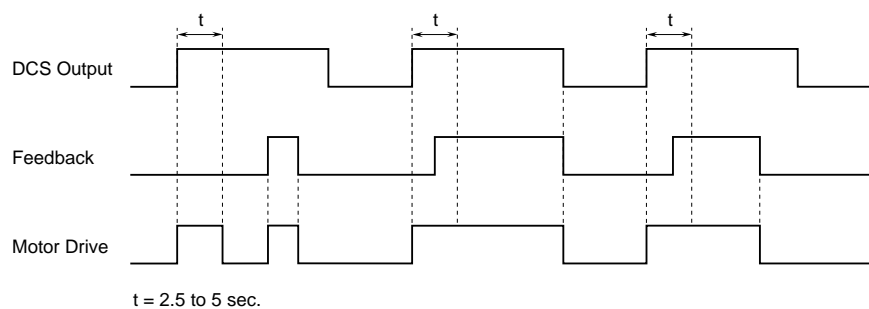 t t t
DCS Output
Feedback
Motor Drive
t = 2.5 to 5 sec.